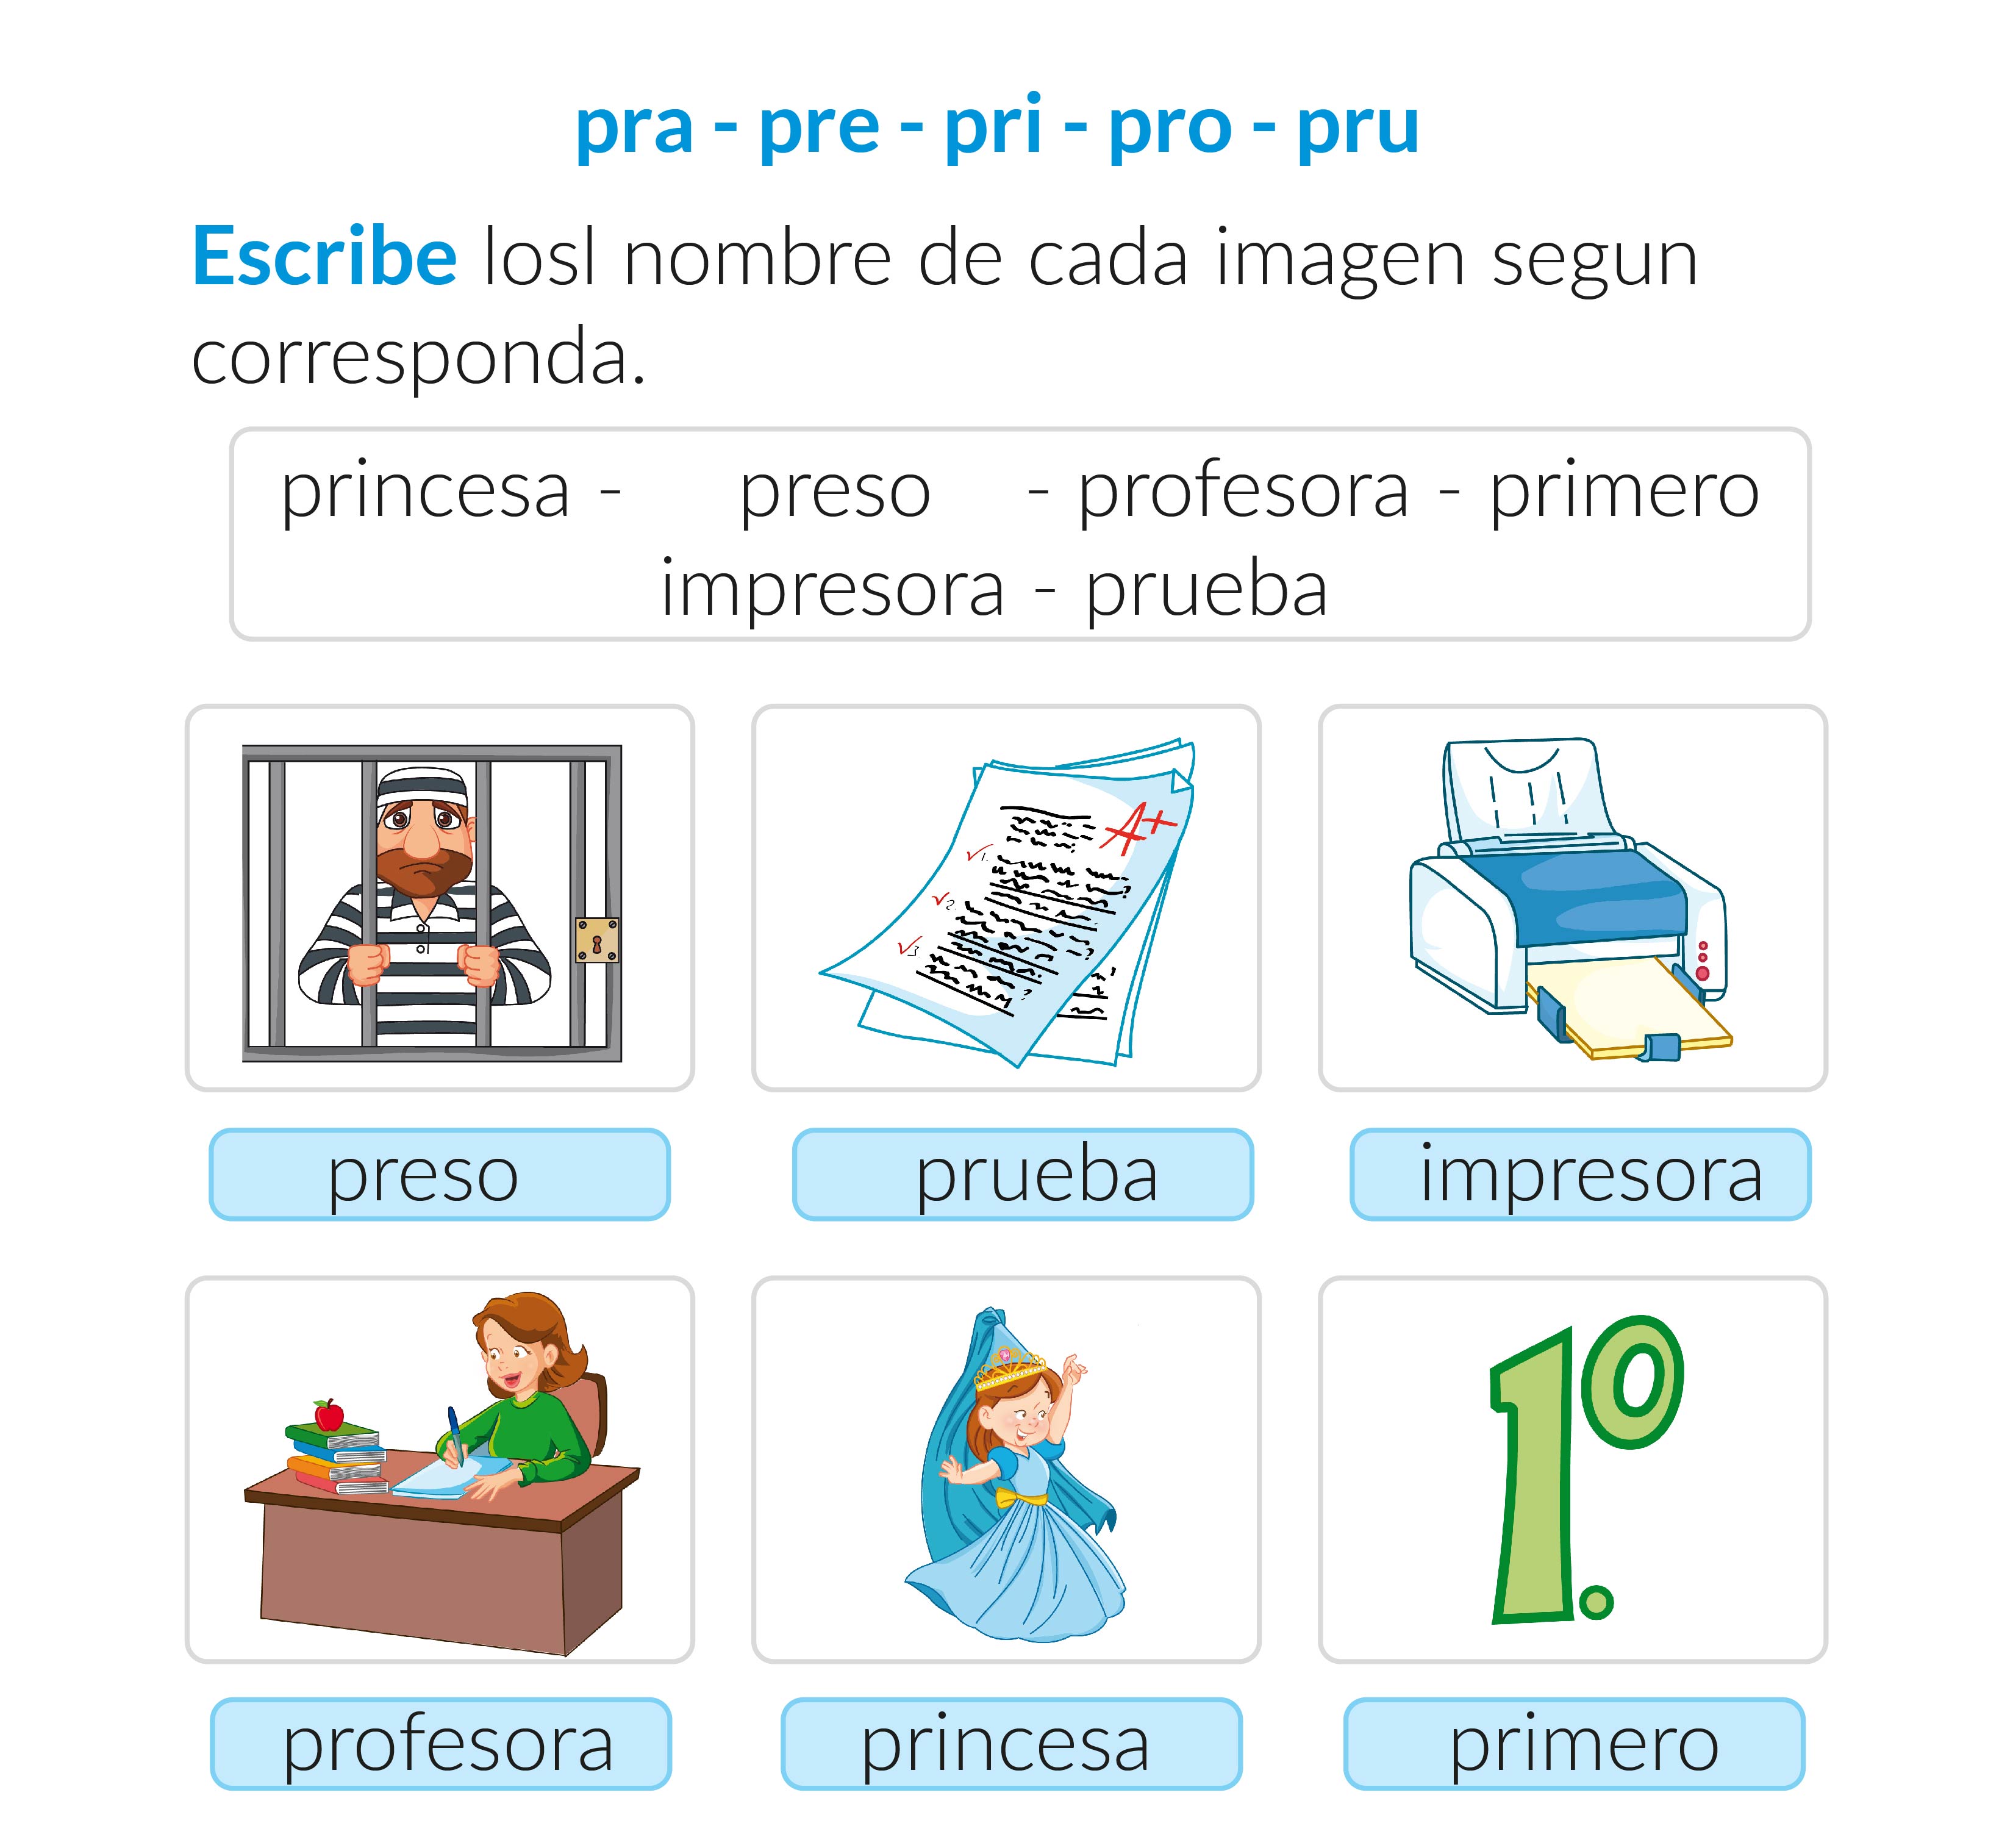 pra - pre - pri - pro - pru
Escribe losl nombre de cada imagen segun
corresponda.
princesa - preso - profesora - primero
impresora - prueba
A+
1.
2.
3.
preso
prueba
impresora
profesora
princesa
primero
1º.